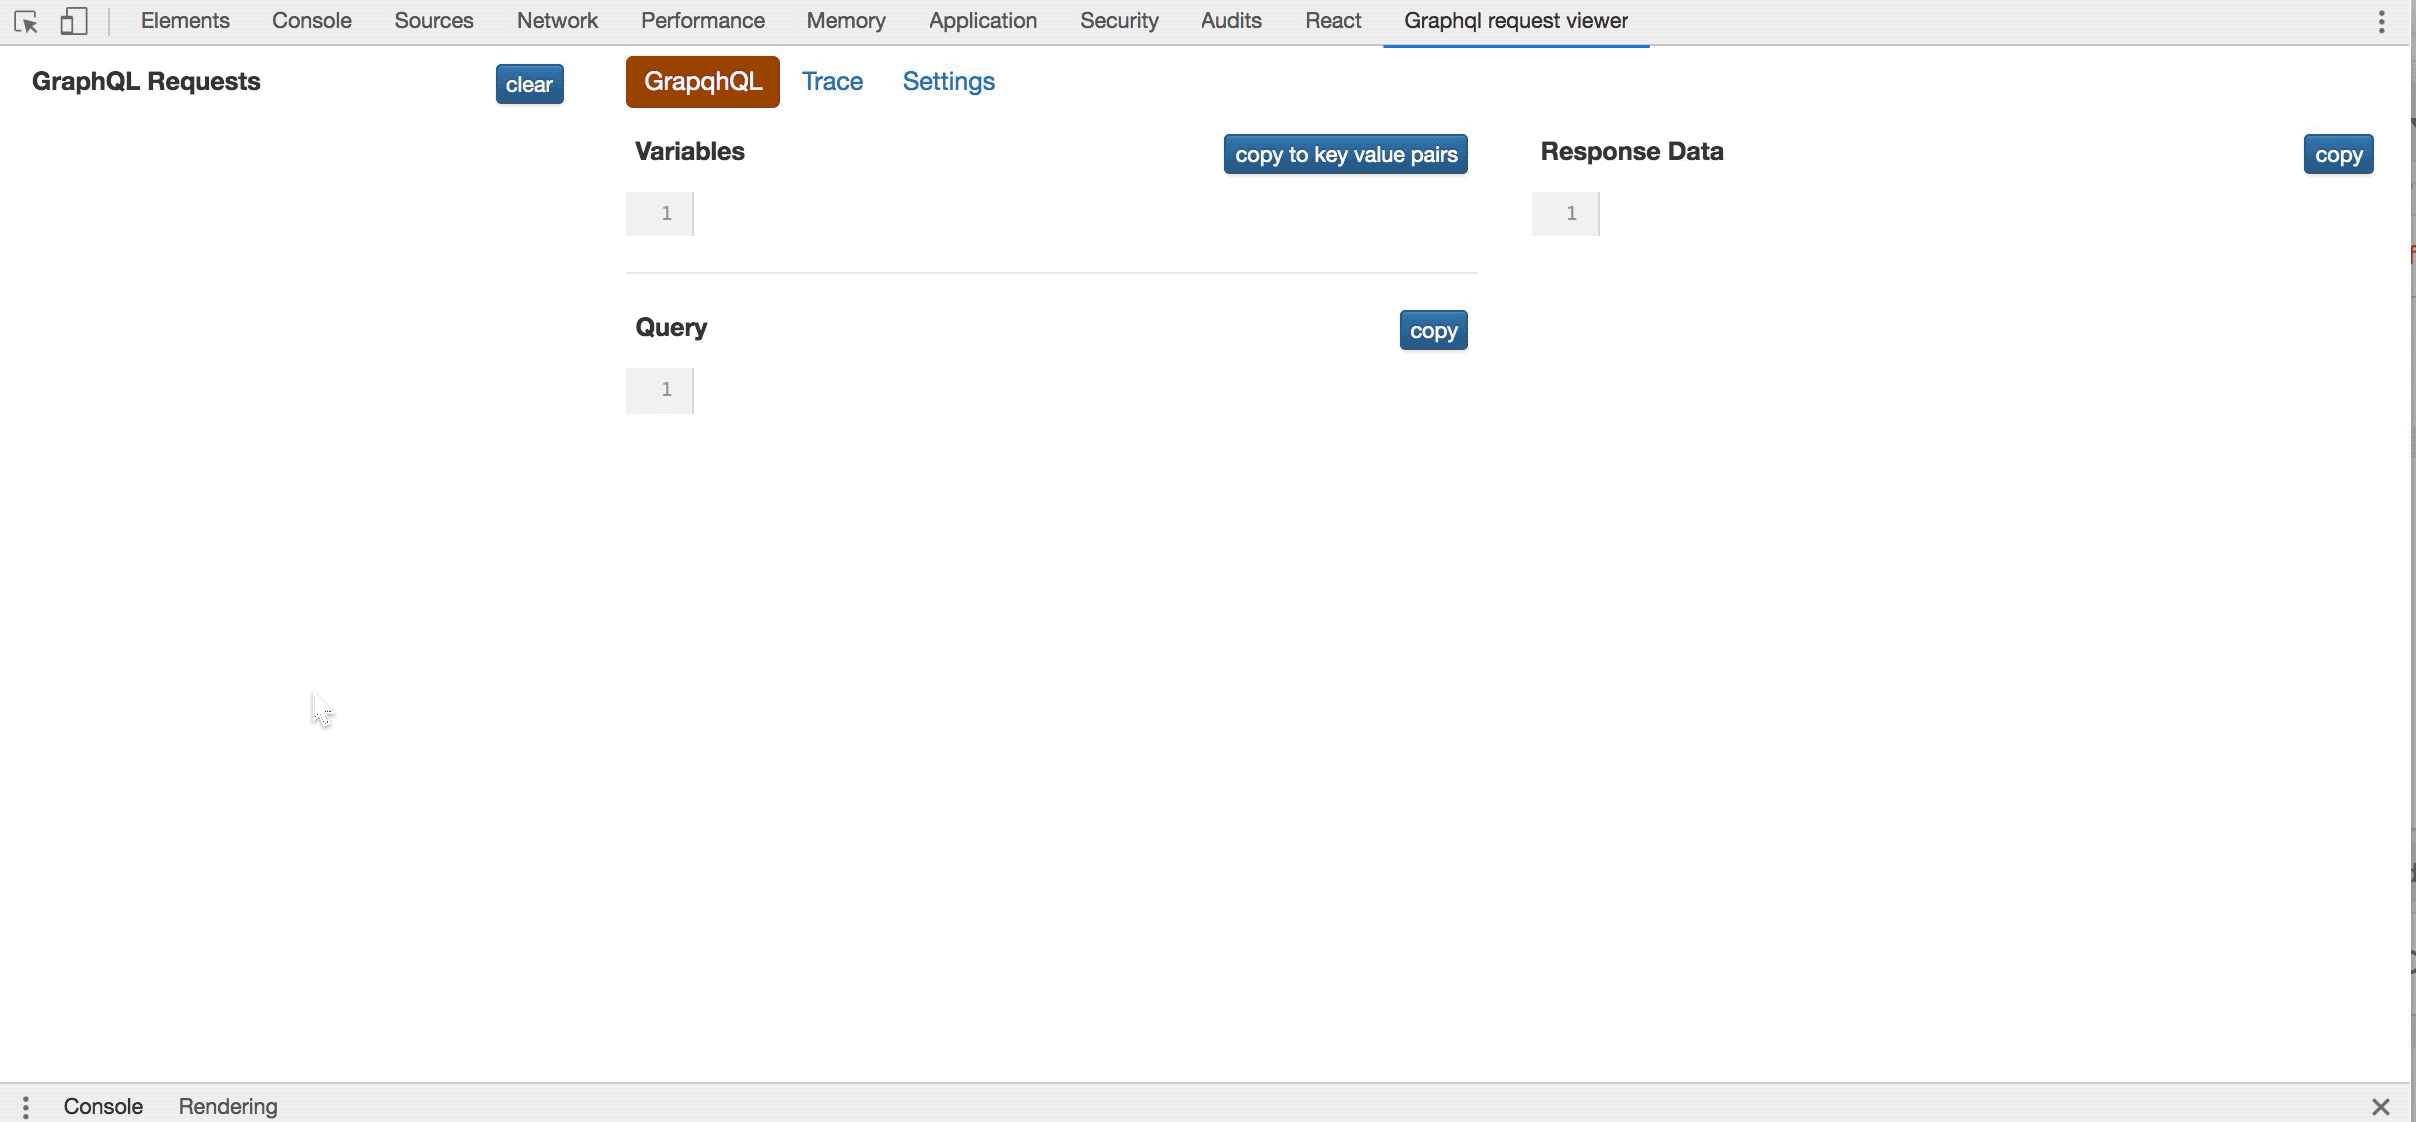 Elements Console Sources Network Performance Memory Application Security Audits React Graphql request viewer
GraphQL Requests clear GrapqhQL Trace Settings
Variables copy to key value pairs Response Data copy
1 1
Query copy
1
Console Rendering